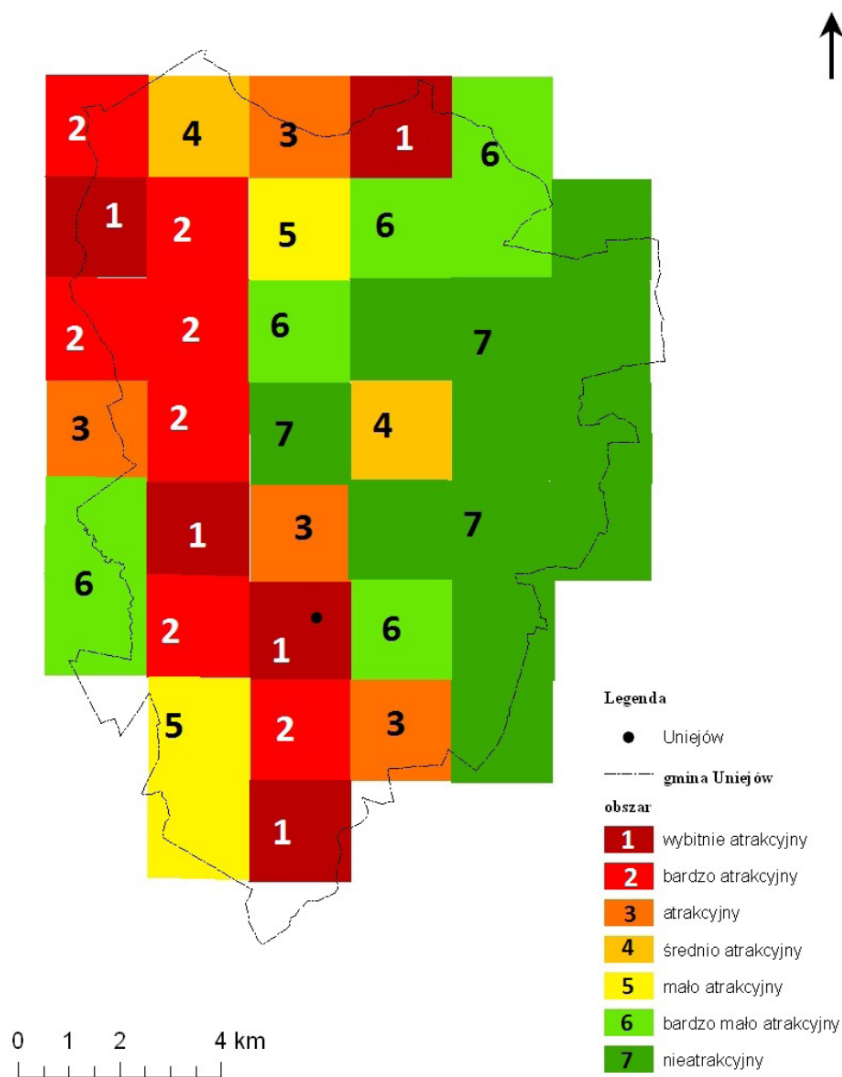 2 4 3 1 6
1 2 5 6
2 2 6 7
3 2 7 4
1 3 7
6
2 1 6
5 2 3
1
Legenda
Uniejów
gmina Uniejów
obszar
1 wybitnie atrakcyjny
2 bardzo atrakcyjny
3 atrakcyjny
4 średnio atrakcyjny
5 mało atrakcyjny
6 bardzo mało atrakcyjny
7 nieatrakcyjny
0 1 2 4 km